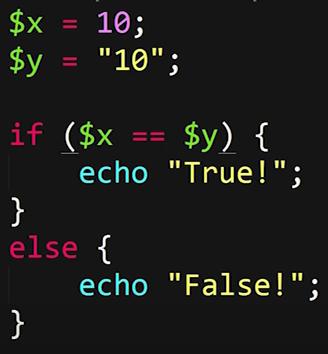 $x = 10;
$y = "10";

if ($x == $y) {
    echo "True!";
}
else {
    echo "False!";
}